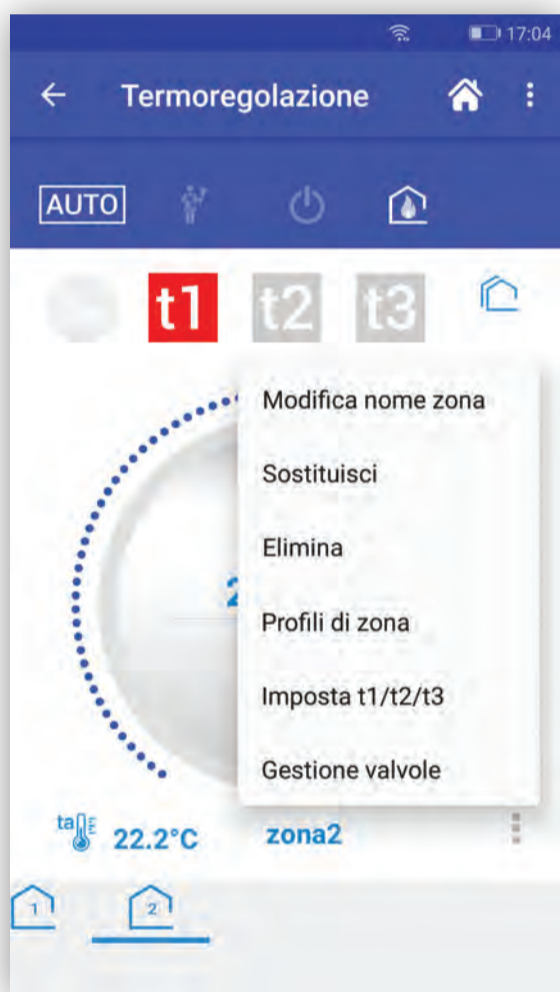 17:04
Termoregolazione
AUTO
t1 t2 t3
Modifica nome zona
Sostituisci
Elimina
Profili di zona
Imposta t1/t2/t3
Gestione valvole
ta 22.2°C zona2
1 2